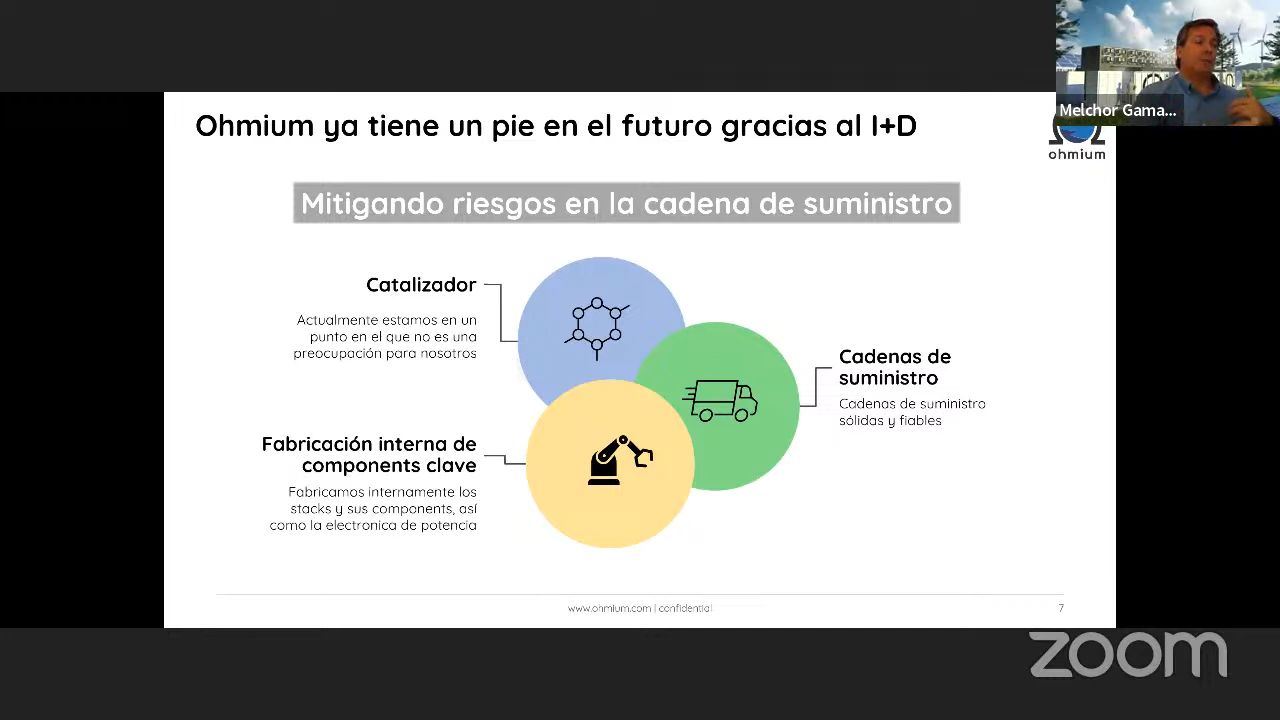 Melchor Gama...
Ohmium ya tiene un pie en el futuro gracias al I+D
ohmium
Mitigando riesgos en la cadena de suministro
Catalizador
Actualmente estamos en un
punto en el que no es una
preocupación para nosotros
Cadenas de
suministro
Cadenas de suministro
sólidas y fiables
Fabricación interna de
components clave
Fabricamos internamente los
stacks y sus components, así
como la electronica de potencia
www.ohmium.com | confidential
7
zoom